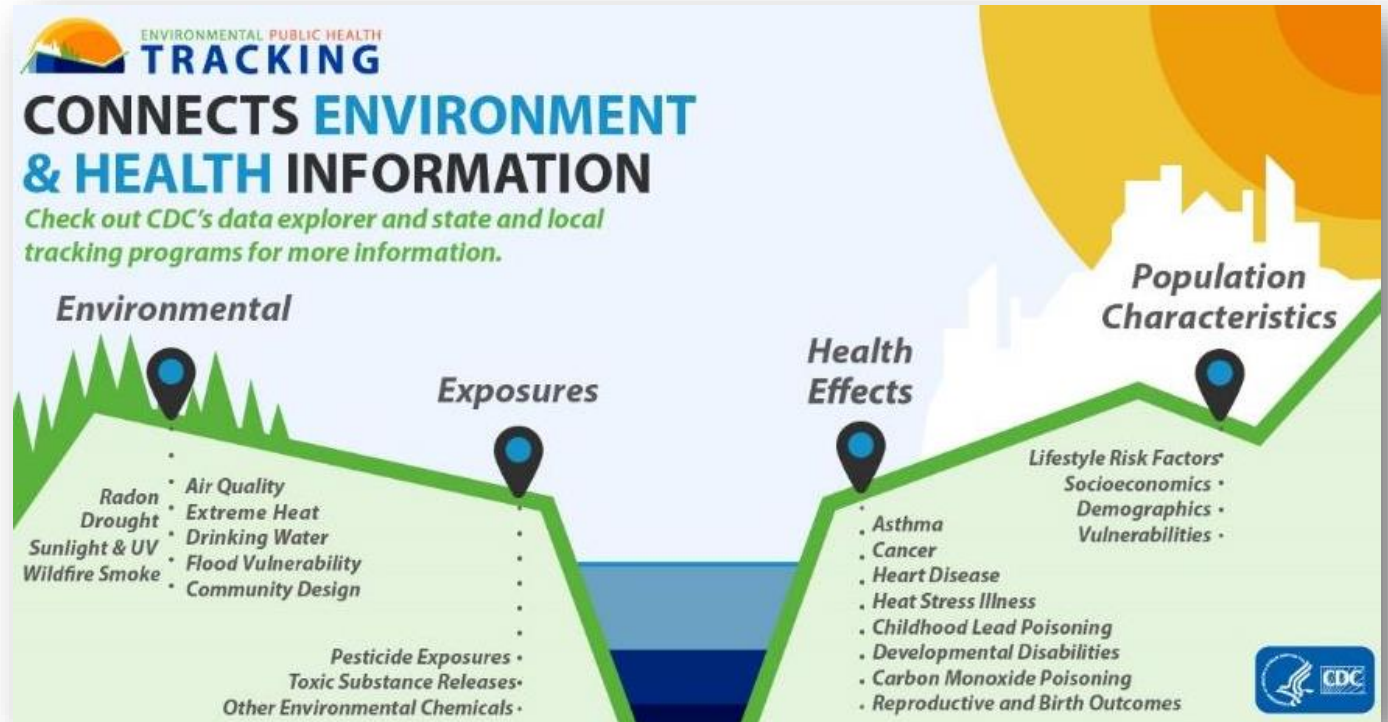 ENVIRONMENTAL PUBLIC HEALTH
TRACKING
CONNECTS ENVIRONMENT
& HEALTH INFORMATION
Check out CDC's data explorer and state and local
tracking programs for more information.
Environmental
Radon
Drought
Sunlight & UV
Wildfire Smoke
Air Quality
Extreme Heat
Drinking Water
Flood Vulnerability
Community Design
Exposures
Pesticide Exposures
Toxic Substance Releases
Other Environmental Chemicals
Health
Effects
Asthma
Cancer
Heart Disease
Heat Stress Illness
Childhood Lead Poisoning
Developmental Disabilities
Carbon Monoxide Poisoning
Reproductive and Birth Outcomes
Population
Characteristics
Lifestyle Risk Factors
Socioeconomics
Demographics
Vulnerabilities
CDC